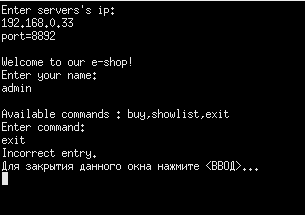 Enter servers's ip:
192.168.0.33
port=8892
Welcome to our e-shop!
Enter your name:
admin
Available commands : buy,showlist,exit
Enter command:
exit
Incorrect entry.
Для закрытия данного окна нажмите <ВВОД>...